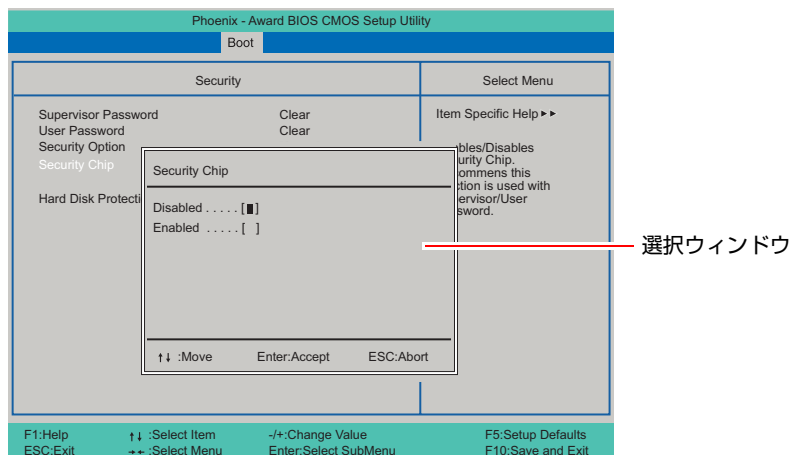 Phoenix - Award BIOS CMOS Setup Utility
Boot
Security
Select Menu
Supervisor Password Clear
User Password Clear
Security Option
Security Chip
Hard Disk Protecti
Item Specific Help ▸▸
bles/Disables
urity Chip.
ommens this
ction is used with
ervisor/User
sword.
Security Chip
Disabled . . . . . [■]
Enabled . . . . . [ ]
↑↓ :Move Enter:Accept ESC:Abort
選択ウィンドウ
F1:Help ↑↓ :Select Item -/+:Change Value F5:Setup Defaults
ESC:Exit →← :Select Menu Enter:Select SubMenu F10:Save and Exit